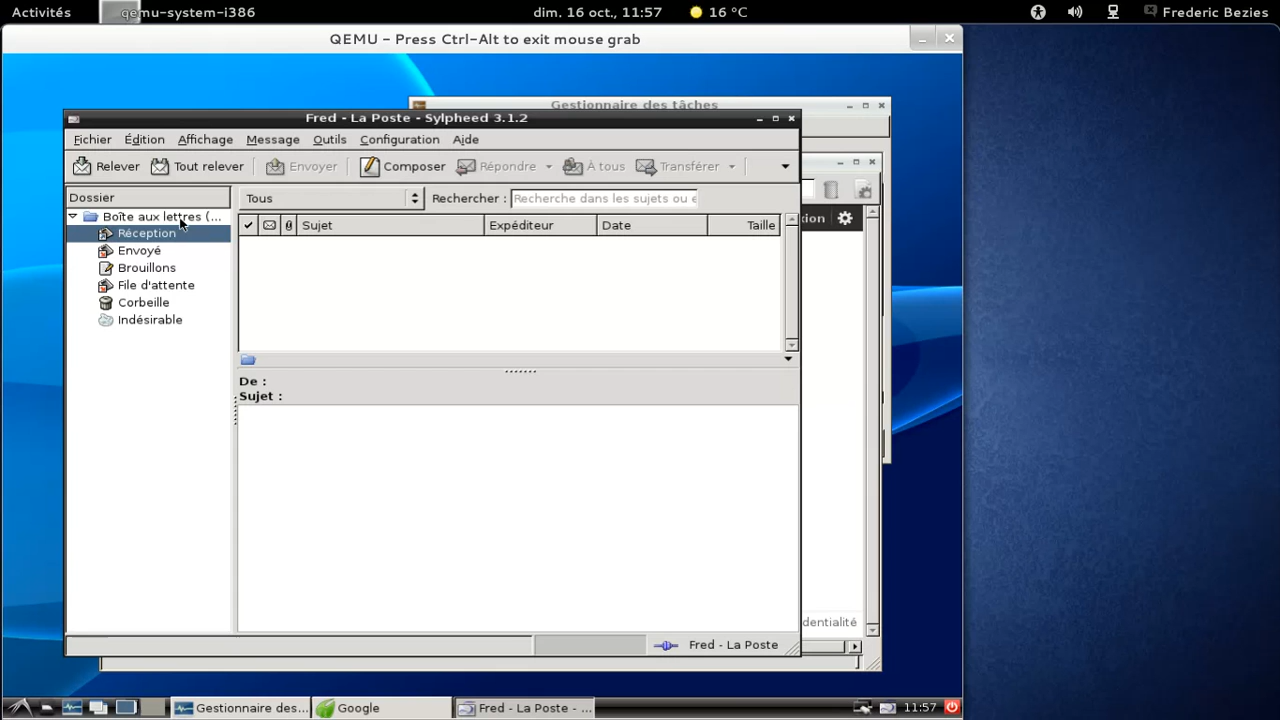 Activités qemu-system-i386 dim. 16 oct., 11:57 16 °C Frederic Bezies
QEMU - Press Ctrl-Alt to exit mouse grab
Gestionnaire des tâches
Fred - La Poste - Sylpheed 3.1.2
Fichier Édition Affichage Message Outils Configuration Aide
Relever Tout relever Envoyer Composer Répondre À tous Transférer
Dossier Tous Rechercher : Recherche dans les sujets ou e
Boîte aux lettres (...
Sujet Expéditeur Date Taille xion
Réception
Envoyé
Brouillons
File d'attente
Corbeille
Indésirable
De :
Sujet :
dentialité
Fred - La Poste
Gestionnaire des... Google Fred - La Poste - ... 11:57